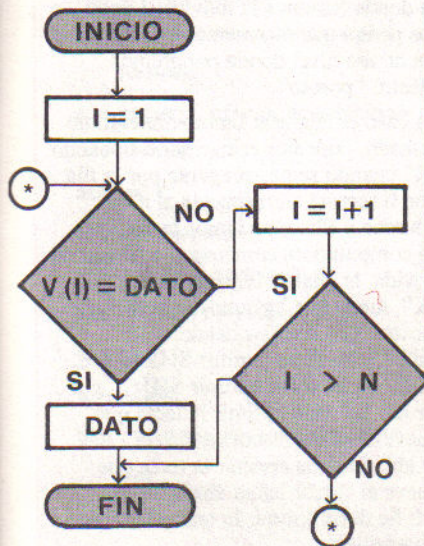 INICIO
I = 1
*
NO
I = I+1
V (I) = DATO
SI
I > N
SI
DATO
NO
FIN
*